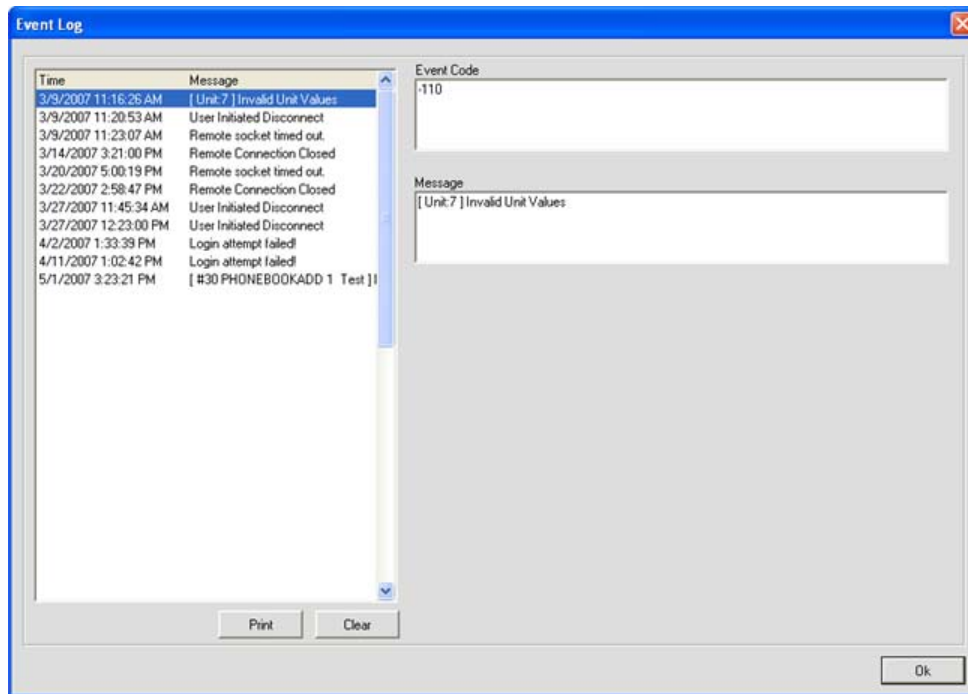 Event Log
Time Message
3/9/2007 11:16:26 AM [ Unit:7 ] Invalid Unit Values
3/9/2007 11:20:53 AM User Initiated Disconnect
3/9/2007 11:23:07 AM Remote socket timed out.
3/14/2007 3:21:00 PM Remote Connection Closed
3/20/2007 5:00:19 PM Remote socket timed out.
3/22/2007 2:58:47 PM Remote Connection Closed
3/27/2007 11:45:34 AM User Initiated Disconnect
3/27/2007 12:23:00 PM User Initiated Disconnect
4/2/2007 1:33:39 PM Login attempt failed!
4/11/2007 1:02:42 PM Login attempt failed!
5/1/2007 3:23:21 PM [ #30 PHONEBOOKADD 1 Test ]
Print Clear
Event Code
-110
Message
[ Unit:7 ] Invalid Unit Values
Ok